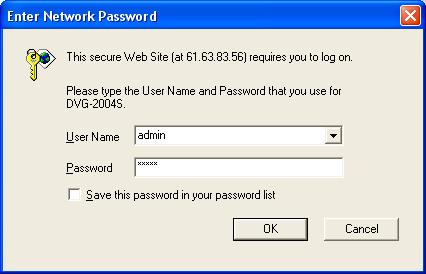 Enter Network Password
This secure Web Site (at 61.63.83.56) requires you to log on.
Please type the User Name and Password that you use for
DVG-2004S.
User Name admin
Password *****
Save this password in your password list
OK Cancel